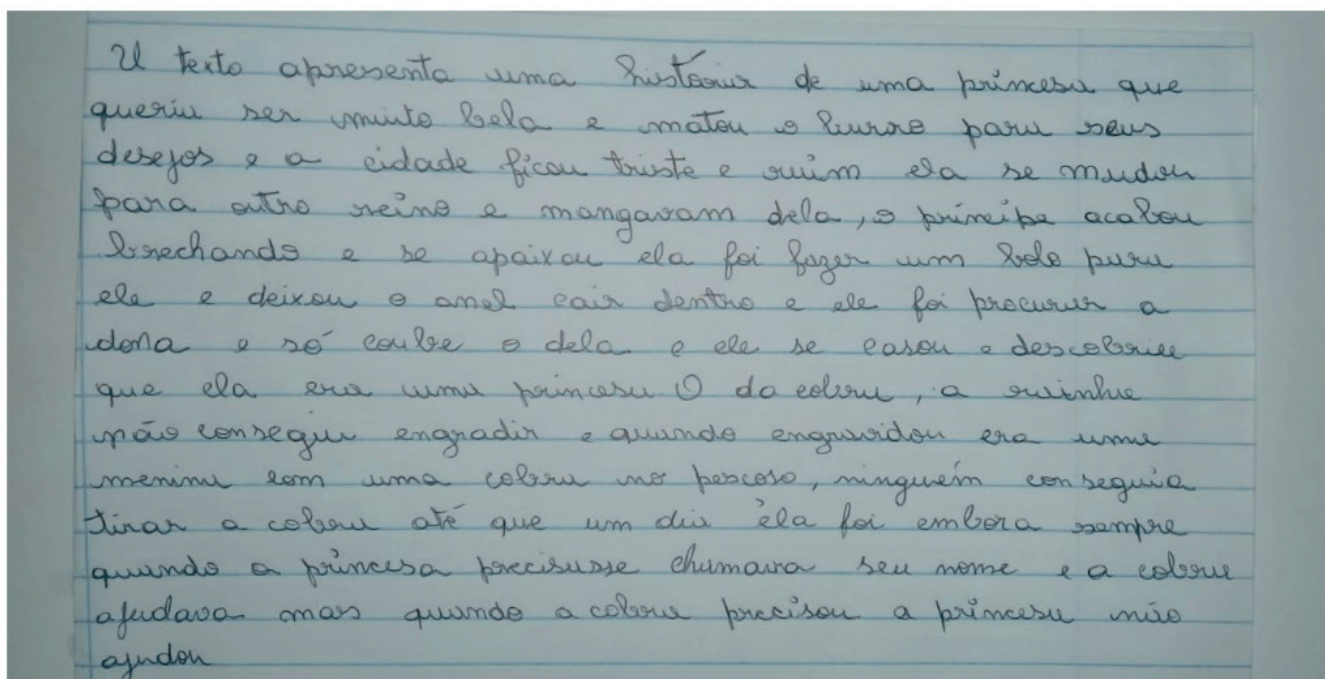 O texto apresenta uma história de uma princesa que
queria ser muito bela e matou o burro para seus
desejos e a cidade ficou triste e ruim ela se mudou
para outro reino e mangavam dela, o príncipe acabou
brechando e se apaixou ela foi fazer um bolo para
ele e deixou o anel cair dentro e ele foi procurar a
dona e só coube o dela e ele se casou e descobriu
que ela era uma princesa O da cobra, a rainha
não consegui engradir e quando engravidou era uma
menina com uma cobra no pescoso, ninguém conseguia
tirar a cobra até que um dia ela foi embora sempre
quando a princesa precisasse chamava seu nome e a cobra
ajudava mas quando a cobra precisou a princesa não
ajudou